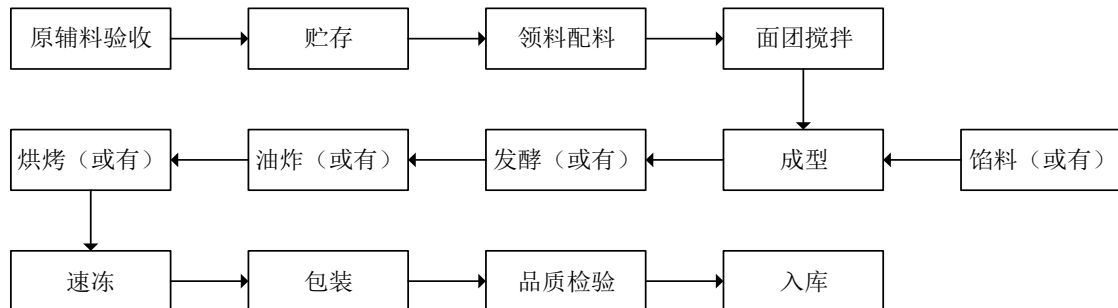 原辅料验收
贮存
领料配料
面团搅拌
烘烤（或有）
油炸（或有）
发酵（或有）
成型
馅料（或有）
速冻
包装
品质检验
入库